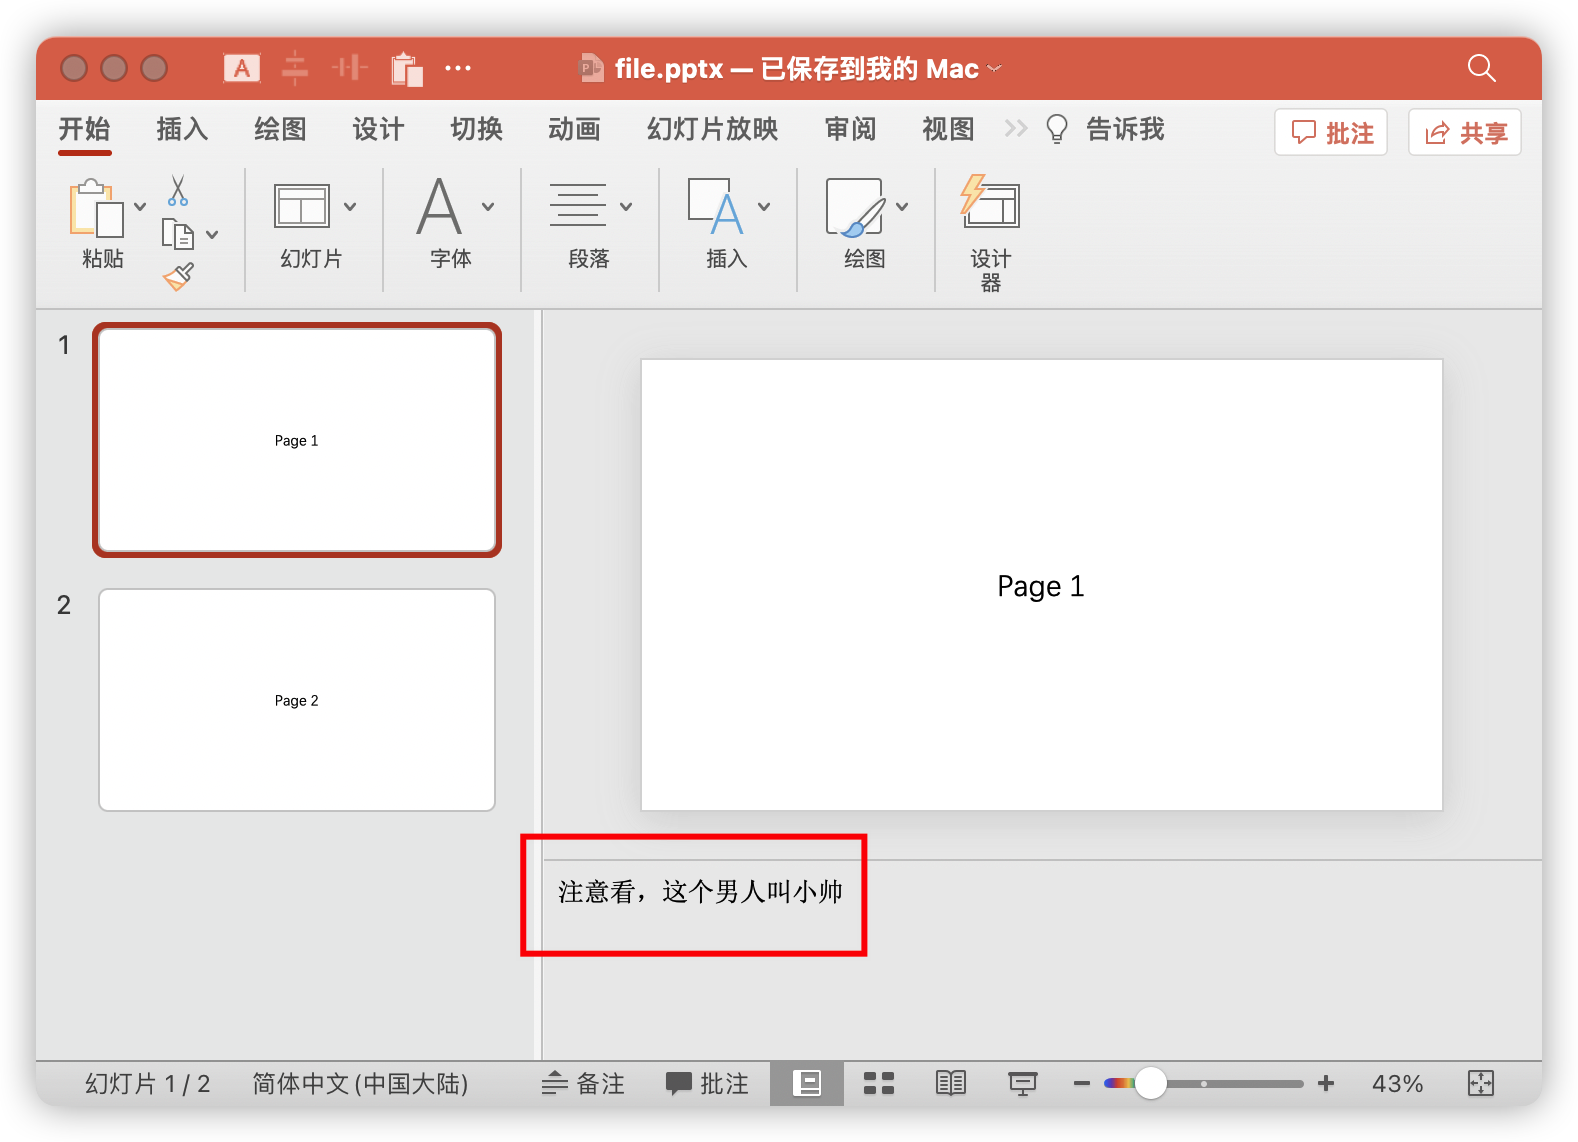 A
file.pptx — 已保存到我的 Mac
开始 插入 绘图 设计 切换 动画 幻灯片放映 审阅 视图 告诉我 批注 共享
粘贴 幻灯片 字体 段落 插入 绘图 设计
器
1
Page 1
2
Page 2
Page 1
注意看，这个男人叫小帅
幻灯片 1 / 2 简体中文 (中国大陆) 备注 批注 43%